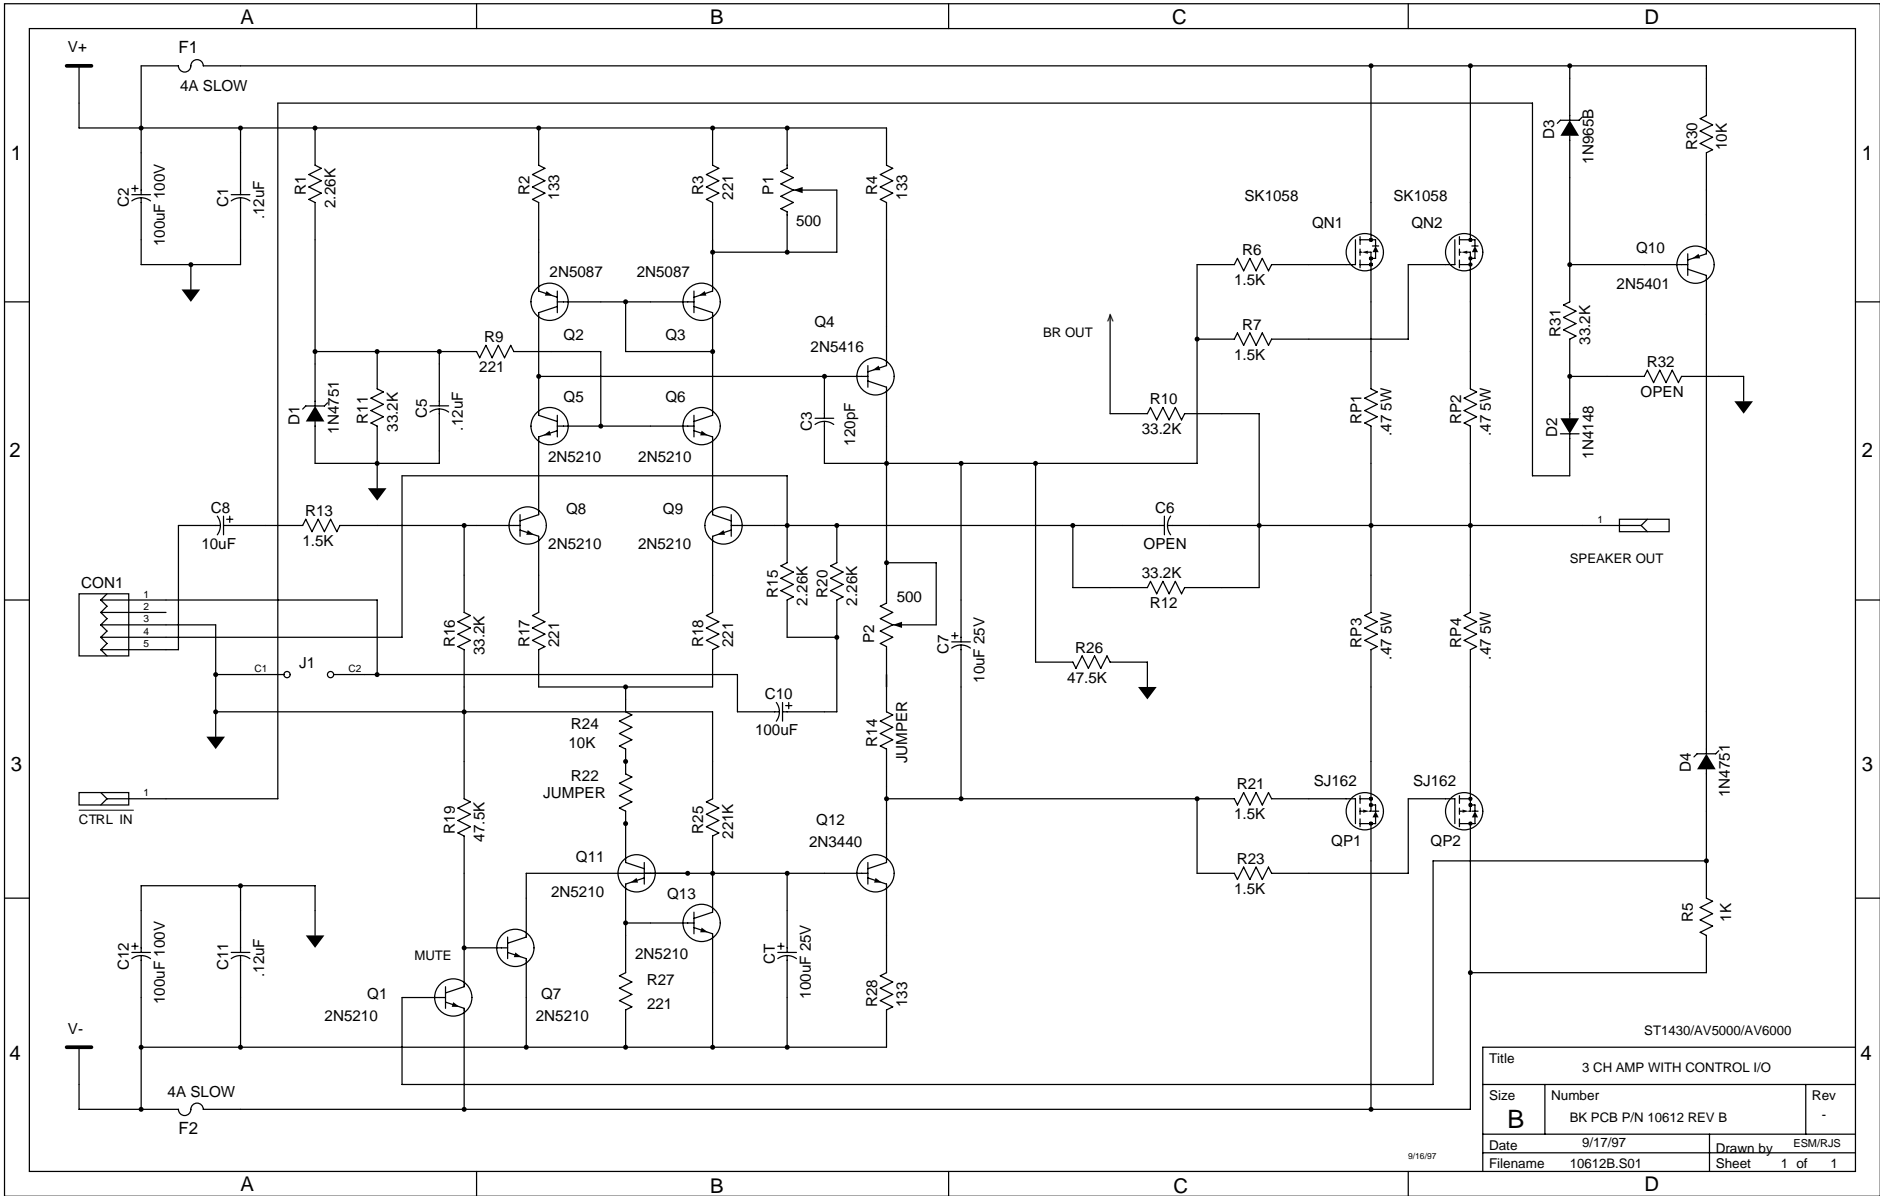 A B C D
V+
F1
4A SLOW
1
C2
+
100uF 100V
C1
.12uF
R1
2.26K
R2
133
R3
221
P1
500
R4
133
SK1058
QN1
SK1058
QN2
D3
1N965B
R30
10K
1
R6
1.5K
Q10
2N5401
2N5087
Q2
2N5087
Q3
R9
221
Q4
2N5416
BR OUT
R7
1.5K
R31
33.2K
R32
OPEN
2
D1
1N4751
R11
33.2K
C5
.12uF
Q5
2N5210
Q6
2N5210
C3
120pF
R10
33.2K
RP1
.47 5W
RP2
.47 5W
D2
1N4148
2
C8
+
10uF
R13
1.5K
Q8
2N5210
Q9
2N5210
C6
OPEN
1
SPEAKER OUT
CON1
1
2
3
4
5
R15
2.26K
R20
2.26K
33.2K
R12
500
P2
R16
33.2K
R17
221
R18
221
C7
+
10uF 25V
R26
47.5K
RP3
.47 5W
RP4
.47 5W
C1
J1
C2
C10
+
100uF
R24
10K
R14
JUMPER
3
R22
JUMPER
CTRL IN
1
R19
47.5K
R25
221K
Q12
2N3440
R21
1.5K
SJ162
QP1
SJ162
QP2
D4
1N4751
3
Q11
2N5210
Q13
2N5210
R23
1.5K
R5
1K
C12
+
100uF 100V
C11
.12uF
MUTE
Q1
2N5210
Q7
2N5210
R27
221
CT
+
100uF 25V
R28
133
V-
4
4A SLOW
F2
ST1430/AV5000/AV6000
4
Title
3 CH AMP WITH CONTROL I/O
Size
B
Number
BK PCB P/N 10612 REV B
Rev
-
Date 9/17/97
Drawn by ESM/RJS
Filename 10612B.S01
Sheet 1 of 1
9/16/97
A B C D